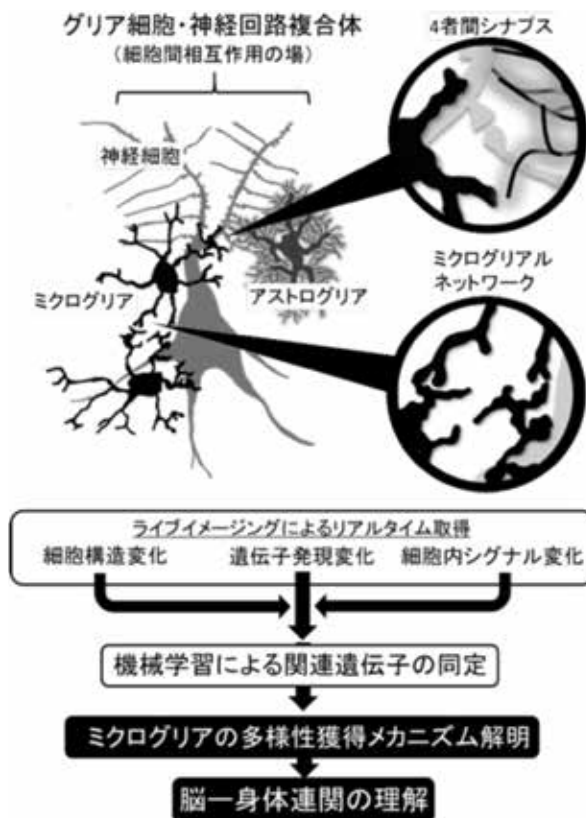 グリア細胞・神経回路複合体
（細胞間相互作用の場）
4者間シナプス
神経細胞
ミクログリア
アストログリア
ミクログリアル
ネットワーク
ライブイメージングによるリアルタイム取得
細胞構造変化 遺伝子発現変化 細胞内シグナル変化
機械学習による関連遺伝子の同定
ミクログリアの多様性獲得メカニズム解明
脳ー身体連関の理解